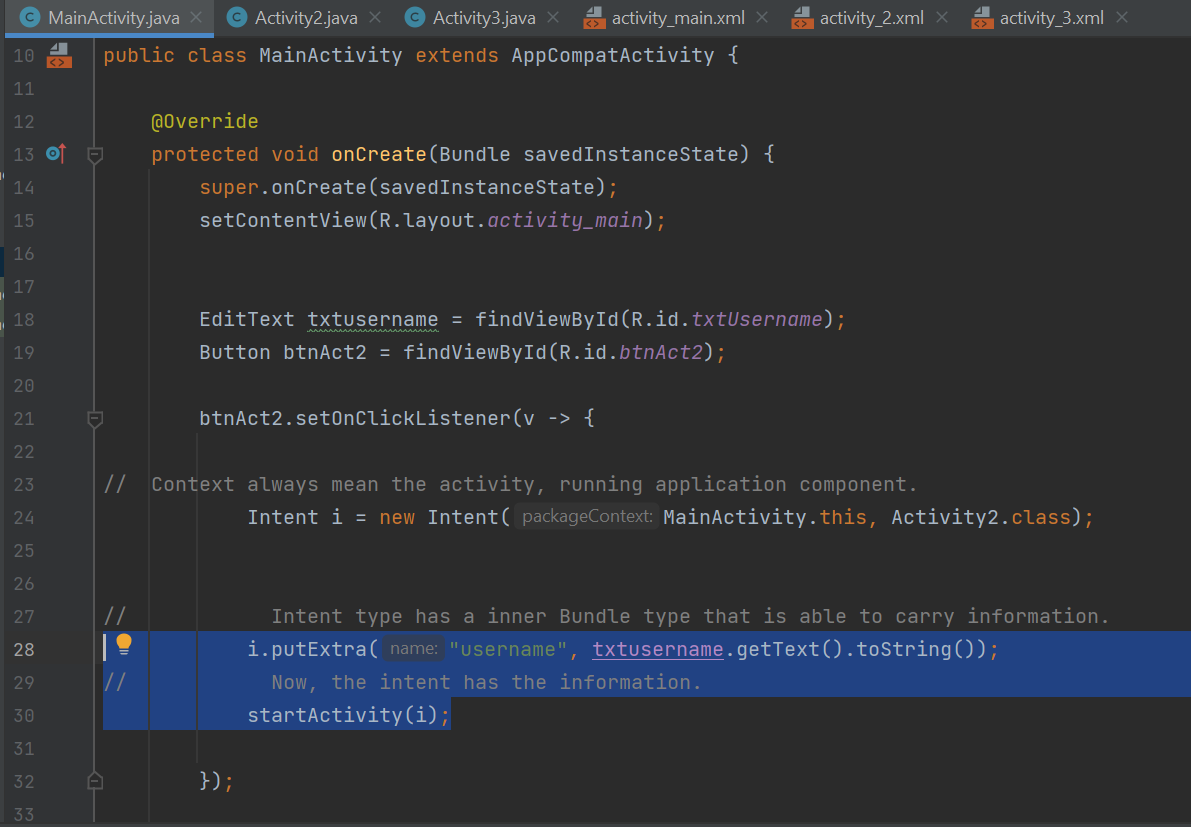 MainActivity.java Activity2.java Activity3.java activity_main.xml activity_2.xml activity_3.xml
10 public class MainActivity extends AppCompatActivity {
11
12 @Override
13 protected void onCreate(Bundle savedInstanceState) {
14 super.onCreate(savedInstanceState);
15 setContentView(R.layout.activity_main);
16
17
18 EditText txtusername = findViewById(R.id.txtUsername);
19 Button btnAct2 = findViewById(R.id.btnAct2);
20
21 btnAct2.setOnClickListener(v -> {
22
23 // Context always mean the activity, running application component.
24 Intent i = new Intent( packageContext: MainActivity.this, Activity2.class);
25
26
27 // Intent type has a inner Bundle type that is able to carry information.
28 i.putExtra( name: "username", txtusername.getText().toString());
29 // Now, the intent has the information.
30 startActivity(i);
31
32 });
33